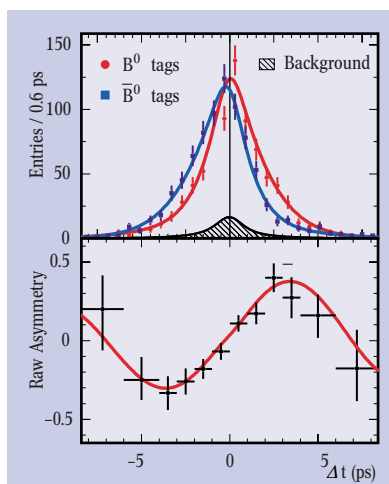 150
B⁰ tags
Background
B̅⁰ tags
100
50
0
Entries / 0.6 ps
0.5
0
−0.5
Raw Asymmetry
−5 0 5
Δt (ps)